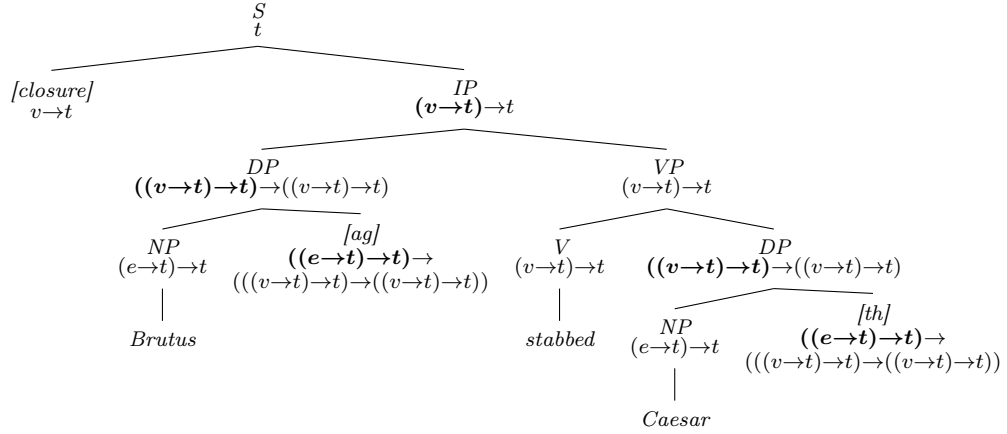 S
t
[closure]
v→t
IP
(v→t)→t
DP
((v→t)→t)→((v→t)→t)
VP
(v→t)→t
NP
(e→t)→t
[ag]
((e→t)→t)→
(((v→t)→t)→((v→t)→t))
V
(v→t)→t
DP
((v→t)→t)→((v→t)→t)
Brutus
stabbed
NP
(e→t)→t
[th]
((e→t)→t)→
(((v→t)→t)→((v→t)→t))
Caesar